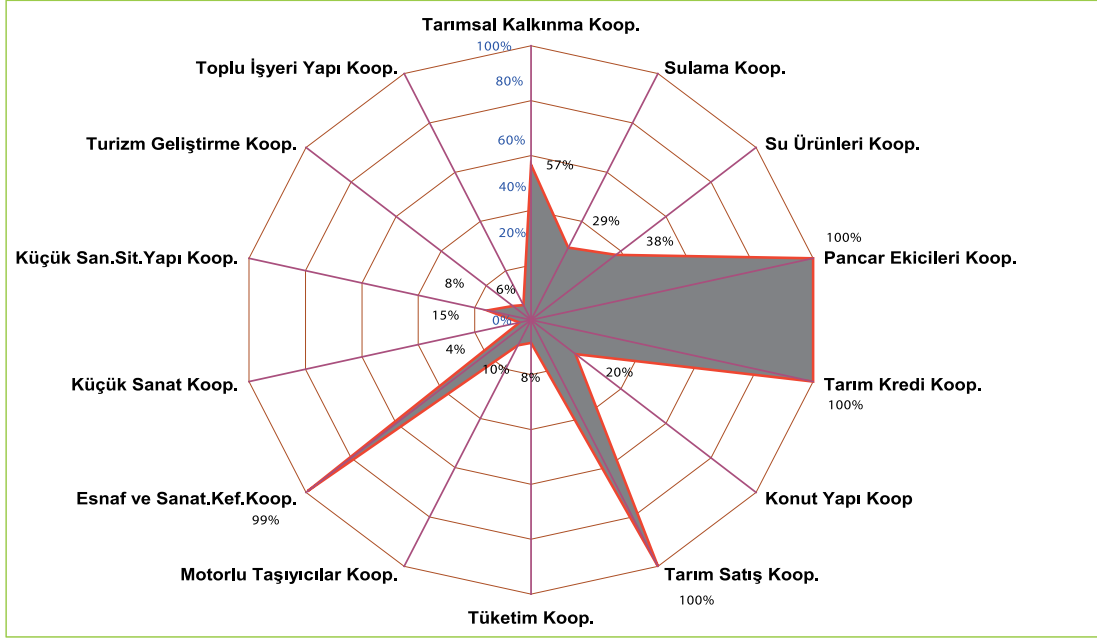 Tarımsal Kalkınma Koop.
100%
Toplu İşyeri Yapı Koop.
Sulama Koop.
80%
Turizm Geliştirme Koop.
60%
Su Ürünleri Koop.
57%
40%
29%
20%
38%
100%
Küçük San.Sit.Yapı Koop.
Pancar Ekicileri Koop.
8%
6%
15%
0%
4%
10%
8%
20%
Küçük Sanat Koop.
Tarım Kredi Koop.
100%
Esnaf ve Sanat.Kef.Koop.
Konut Yapı Koop
99%
Motorlu Taşıyıcılar Koop.
Tarım Satış Koop.
100%
Tüketim Koop.